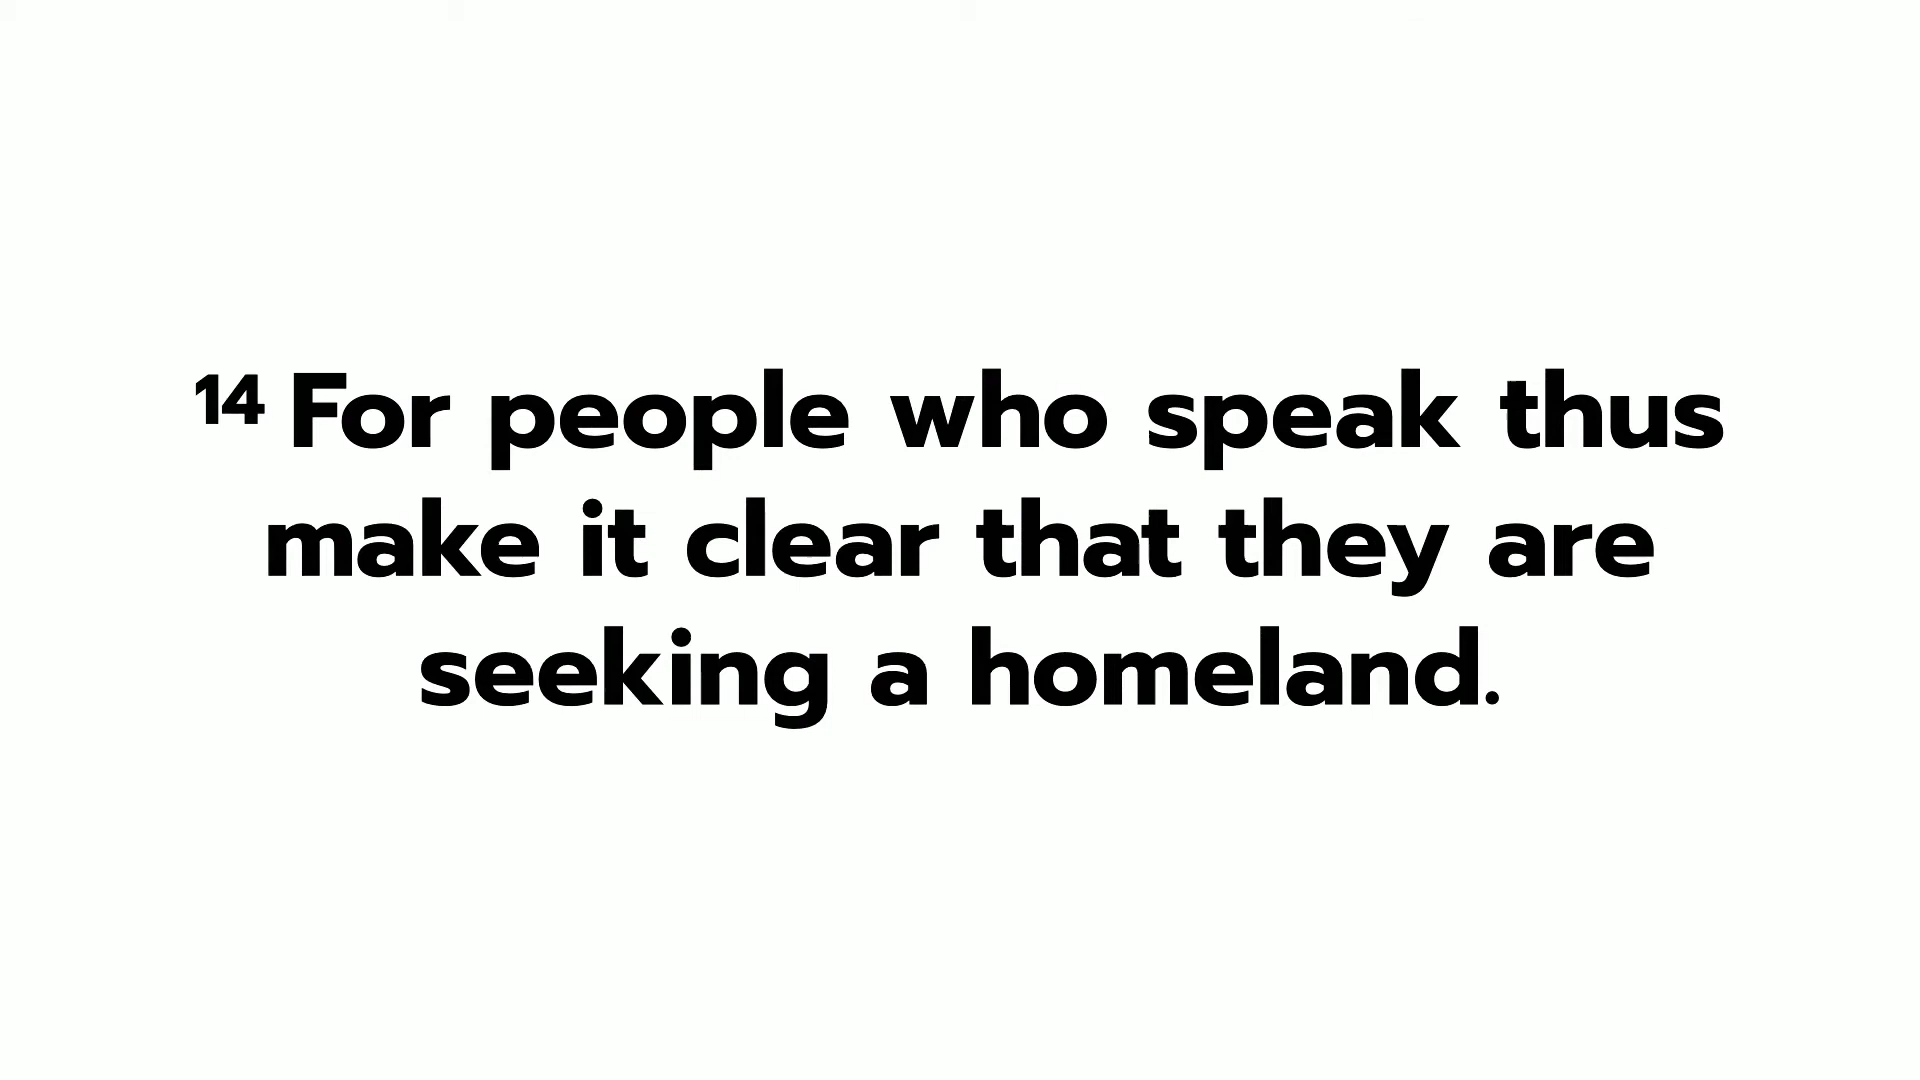 14 For people who speak thus
make it clear that they are
seeking a homeland.